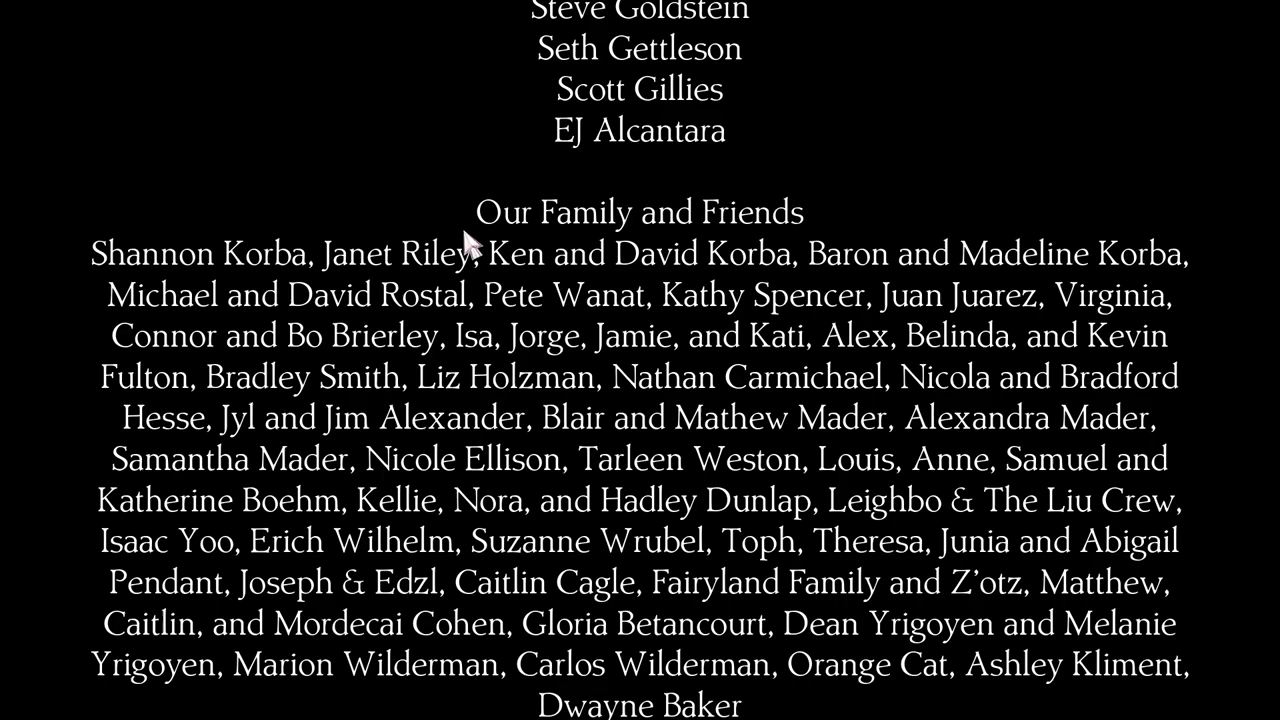 Steve Goldstein
Seth Gettleson
Scott Gillies
EJ Alcantara
Our Family and Friends
Shannon Korba, Janet Riley, Ken and David Korba, Baron and Madeline Korba,
Michael and David Rostal, Pete Wanat, Kathy Spencer, Juan Juarez, Virginia,
Connor and Bo Brierley, Isa, Jorge, Jamie, and Kati, Alex, Belinda, and Kevin
Fulton, Bradley Smith, Liz Holzman, Nathan Carmichael, Nicola and Bradford
Hesse, Jyl and Jim Alexander, Blair and Mathew Mader, Alexandra Mader,
Samantha Mader, Nicole Ellison, Tarleen Weston, Louis, Anne, Samuel and
Katherine Boehm, Kellie, Nora, and Hadley Dunlap, Leighbo & The Liu Crew,
Isaac Yoo, Erich Wilhelm, Suzanne Wrubel, Toph, Theresa, Junia and Abigail
Pendant, Joseph & Edzl, Caitlin Cagle, Fairyland Family and Z'otz, Matthew,
Caitlin, and Mordecai Cohen, Gloria Betancourt, Dean Yrigoyen and Melanie
Yrigoyen, Marion Wilderman, Carlos Wilderman, Orange Cat, Ashley Kliment,
Dwayne Baker